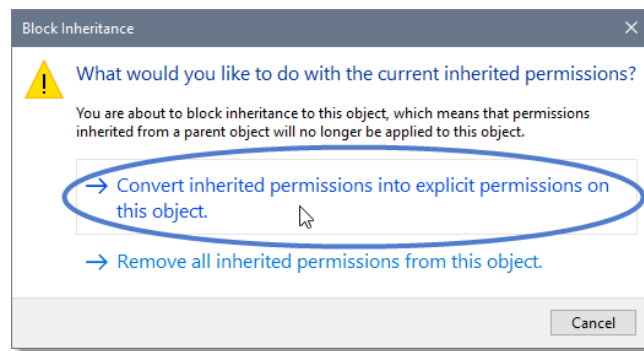 Block Inheritance
What would you like to do with the current inherited permissions?
You are about to block inheritance to this object, which means that permissions
inherited from a parent object will no longer be applied to this object.
Convert inherited permissions into explicit permissions on
this object.
Remove all inherited permissions from this object.
Cancel